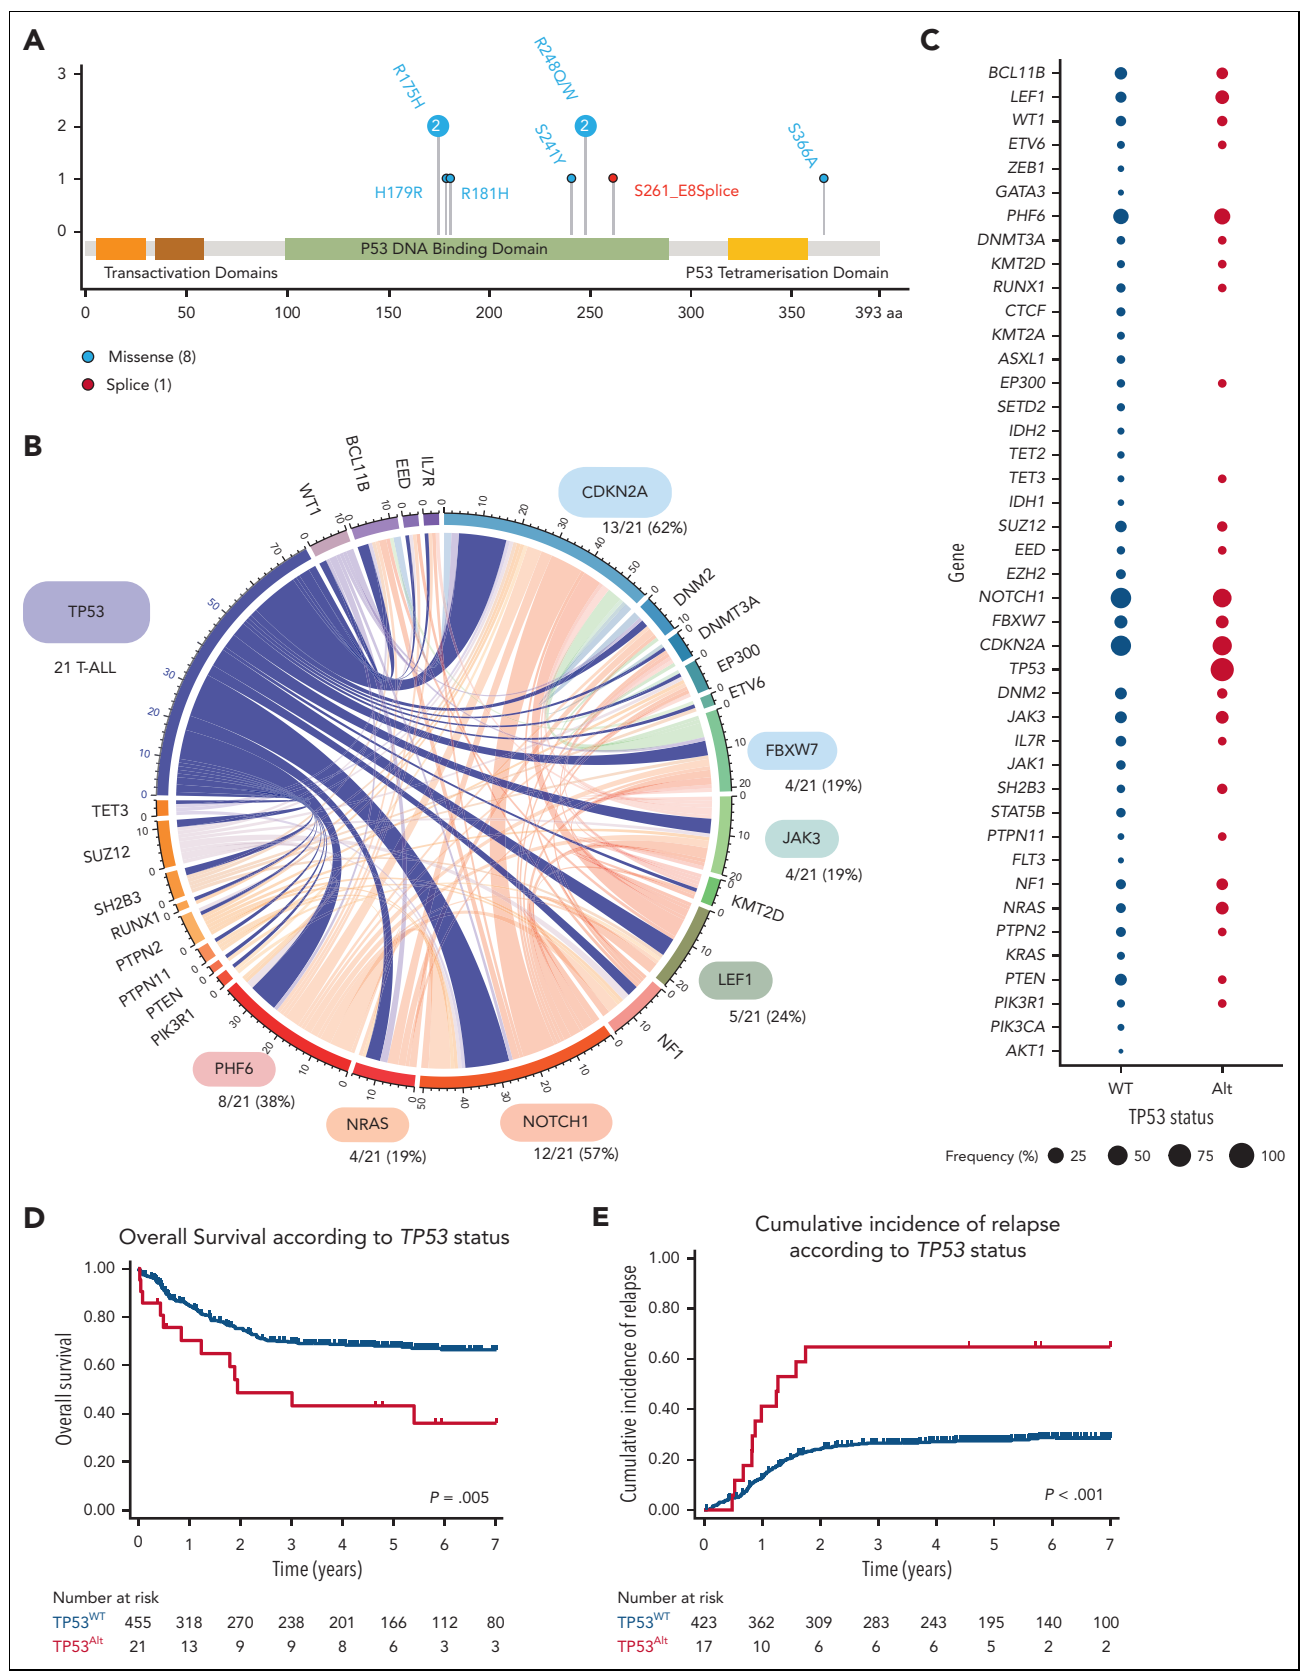 A
3
2
1
0
R175H
2
R248Q/W
2
S241Y
S366A
H179R
R181H
S261_E8Splice
P53 DNA Binding Domain
Transactivation Domains
P53 Tetramerisation Domain
0 50 100 150 200 250 300 350 393 aa
Missense (8)
Splice (1)
B
TP53
21 T-ALL
WT1
BCL11B
EED
IL7R
CDKN2A
13/21 (62%)
DNM2
DNMT3A
EP300
ETV6
FBXW7
4/21 (19%)
JAK3
4/21 (19%)
KMT2D
LEF1
5/21 (24%)
NF1
NOTCH1
12/21 (57%)
NRAS
4/21 (19%)
PHF6
8/21 (38%)
PIK3R1
PTEN
PTPN11
PTPN2
RUNX1
SH2B3
SUZ12
TET3
C
Gene
BCL11B
LEF1
WT1
ETV6
ZEB1
GATA3
PHF6
DNMT3A
KMT2D
RUNX1
CTCF
KMT2A
ASXL1
EP300
SETD2
IDH2
TET2
TET3
IDH1
SUZ12
EED
EZH2
NOTCH1
FBXW7
CDKN2A
TP53
DNM2
JAK3
IL7R
JAK1
SH2B3
STAT5B
PTPN11
FLT3
NF1
NRAS
PTPN2
KRAS
PTEN
PIK3R1
PIK3CA
AKT1
WT Alt
TP53 status
Frequency (%) 25 50 75 100
D
Overall Survival according to TP53 status
Overall survival
1.00
0.80
0.60
0.40
0.20
0.00
P = .005
0 1 2 3 4 5 6 7
Time (years)
Number at risk
TP53WT 455 318 270 238 201 166 112 80
TP53Alt 21 13 9 9 8 6 3 3
E
Cumulative incidence of relapse
according to TP53 status
Cumulative incidence of relapse
1.00
0.80
0.60
0.40
0.20
0.00
P < .001
0 1 2 3 4 5 6 7
Time (years)
Number at risk
TP53WT 423 362 309 283 243 195 140 100
TP53Alt 17 10 6 6 6 5 2 2